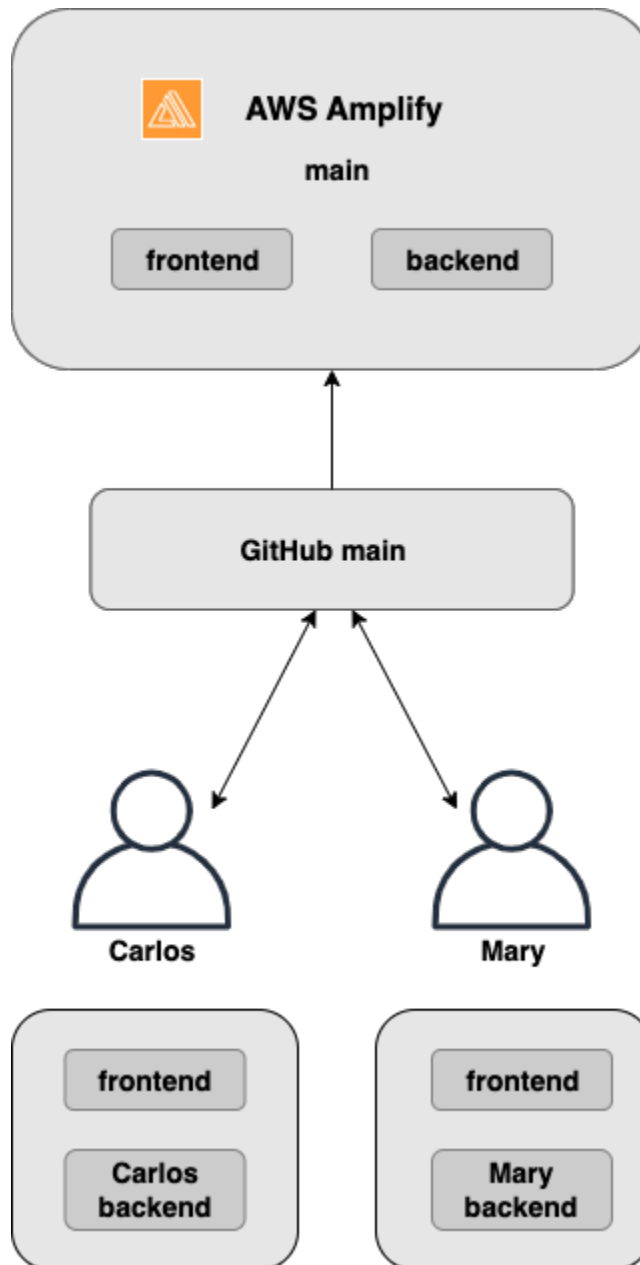 AWS Amplify
main
frontend
backend
GitHub main
Carlos
Mary
frontend
Carlos
backend
frontend
Mary
backend